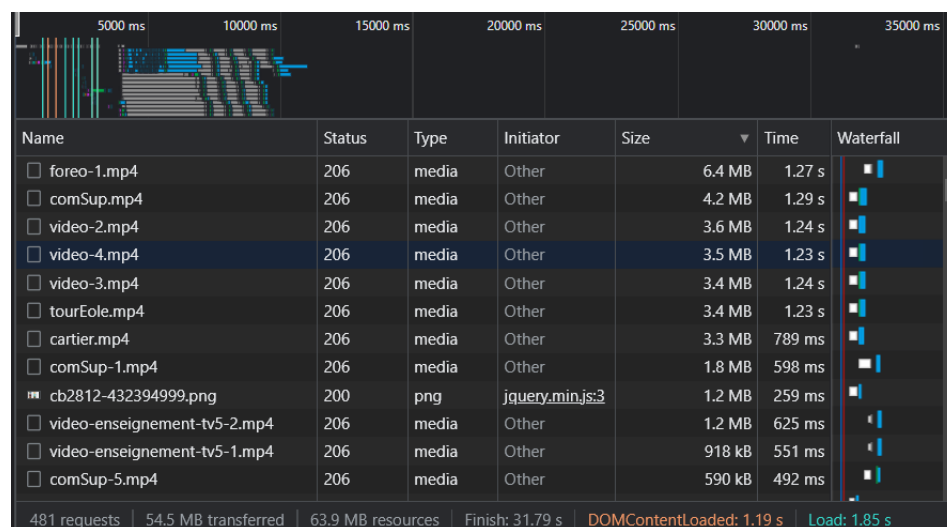 5000 ms 10000 ms 15000 ms 20000 ms 25000 ms 30000 ms 35000 ms
Name Status Type Initiator Size Time Waterfall
foreo-1.mp4 206 media Other 6.4 MB 1.27 s
comSup.mp4 206 media Other 4.2 MB 1.29 s
video-2.mp4 206 media Other 3.6 MB 1.24 s
video-4.mp4 206 media Other 3.5 MB 1.23 s
video-3.mp4 206 media Other 3.4 MB 1.24 s
tourEole.mp4 206 media Other 3.4 MB 1.23 s
cartier.mp4 206 media Other 3.3 MB 789 ms
comSup-1.mp4 206 media Other 1.8 MB 598 ms
cb2812-432394999.png 200 png jquery.min.js:3 1.2 MB 259 ms
video-enseignement-tv5-2.mp4 206 media Other 1.2 MB 625 ms
video-enseignement-tv5-1.mp4 206 media Other 918 kB 551 ms
comSup-5.mp4 206 media Other 590 kB 492 ms
481 requests 54.5 MB transferred 63.9 MB resources Finish: 31.79 s DOMContentLoaded: 1.19 s Load: 1.85 s